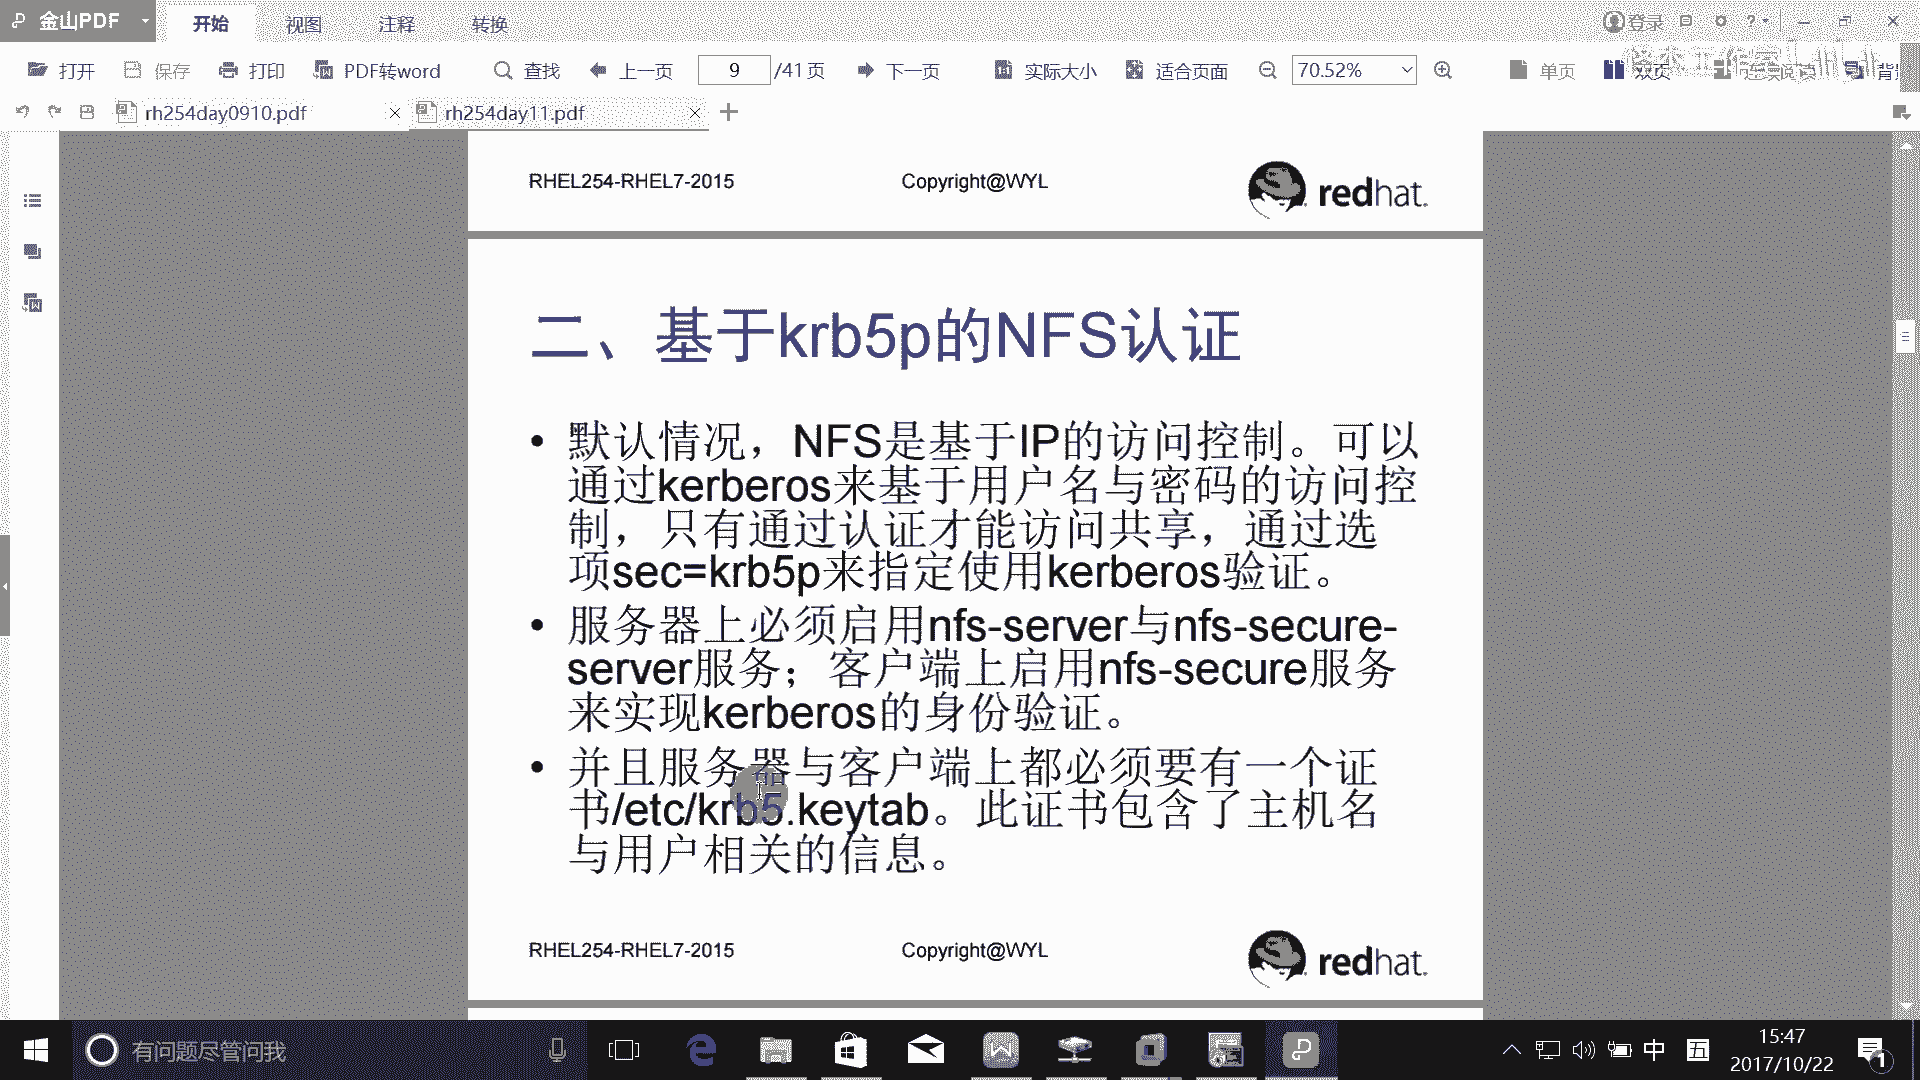 金山PDF 开始 视图 注释 转换 登录
打开 保存 打印 PDF转word 查找 上一页 9 /41页 下一页 实际大小 适合页面 70.52% 单页
rh254day0910.pdf rh254day11.pdf
RHEL254-RHEL7-2015 Copyright@WYL redhat.
二、基于krb5p的NFS认证
• 默认情况，NFS是基于IP的访问控制。可以
通过kerberos来基于用户名与密码的访问控
制，只有通过认证才能访问共享，通过选
项sec=krb5p来指定使用kerberos验证。
• 服务器上必须启用nfs-server与nfs-secure-
server服务；客户端上启用nfs-secure服务
来实现kerberos的身份验证。
• 并且服务器与客户端上都必须要有一个证
书/etc/krb5.keytab。此证书包含了主机名
与用户相关的信息。
RHEL254-RHEL7-2015 Copyright@WYL redhat.
有问题尽管问我
中 五 15:47
2017/10/22 1